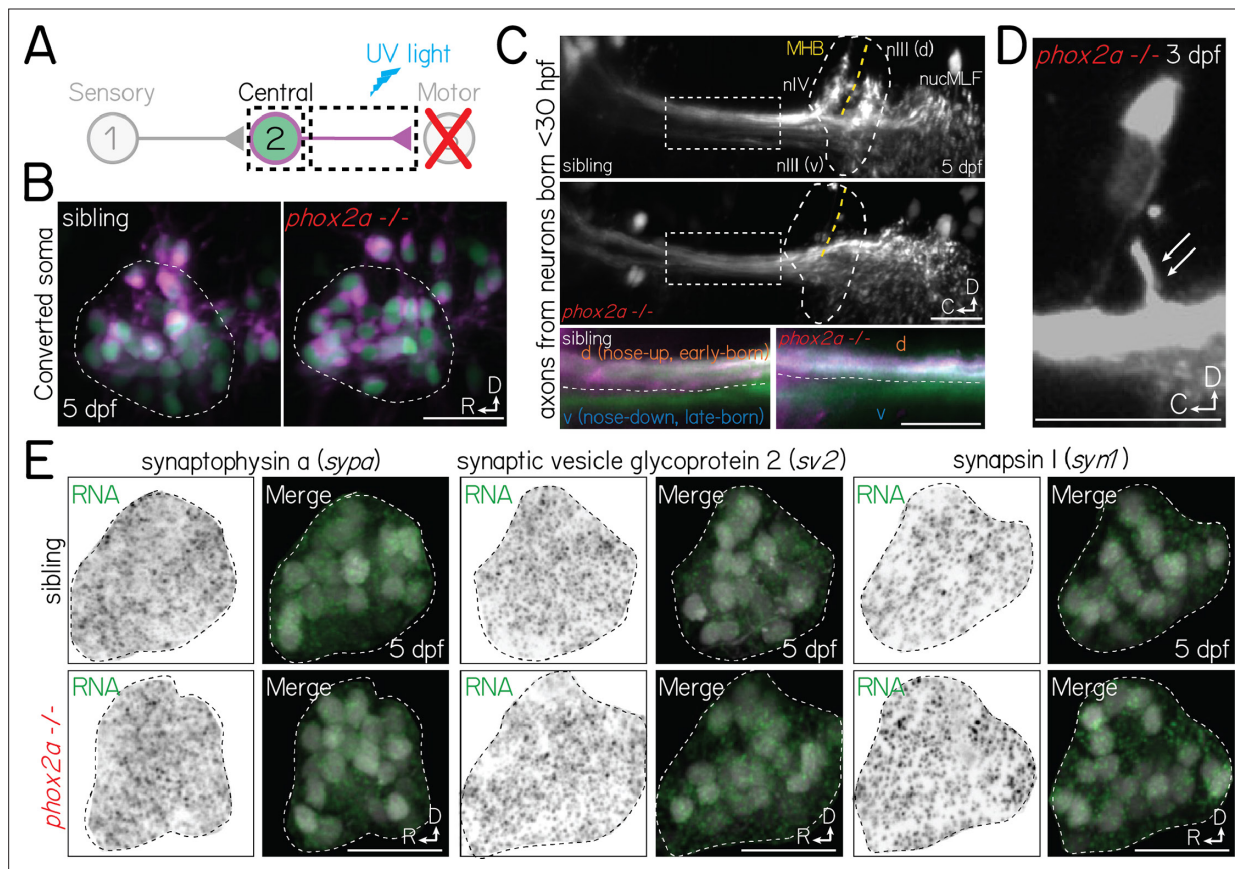 A
UV light
Sensory
Central
Motor
1
2
B
Converted soma
sibling
phox2a -/-
5 dpf
D
R
C
axons from neurons born <30 hpf
MHB
nIII (d)
nIV
nucMLF
sibling
nIII (v)
5 dpf
phox2a -/-
D
C
sibling
d (nose-up, early-born)
v (nose-down, late-born)
phox2a -/-
d
v
D
phox2a -/- 3 dpf
D
C
E
synaptophysin a (sypa)
synaptic vesicle glycoprotein 2 (sv2)
synapsin I (syn1)
sibling
RNA
Merge
5 dpf
RNA
Merge
5 dpf
RNA
Merge
5 dpf
phox2a -/-
RNA
Merge
D
R
RNA
Merge
D
R
RNA
Merge
D
R